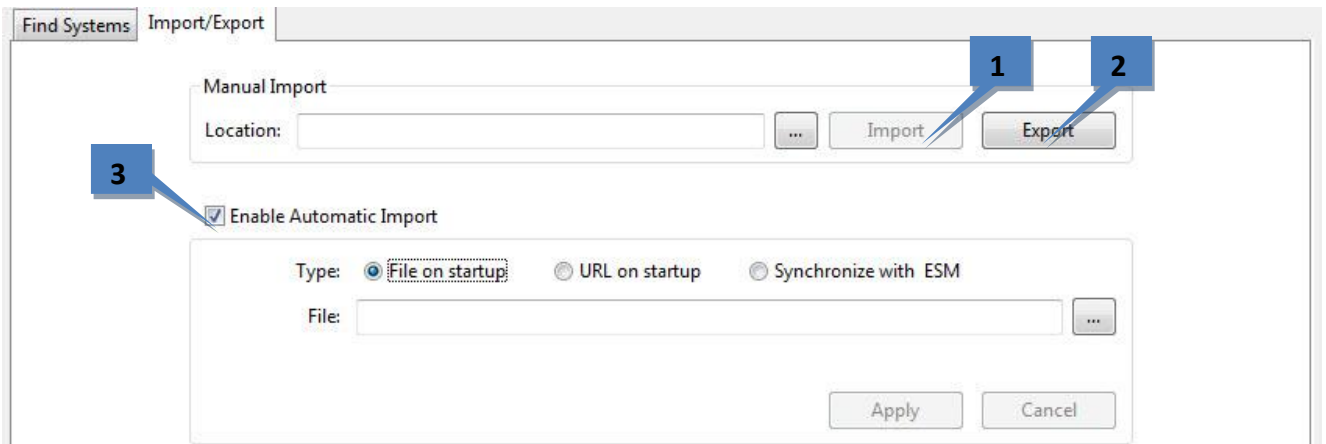 Find Systems Import/Export
1 2
Manual Import
Location: ... Import Export
3
Enable Automatic Import
Type: File on startup URL on startup Synchronize with ESM
File: ...
Apply Cancel